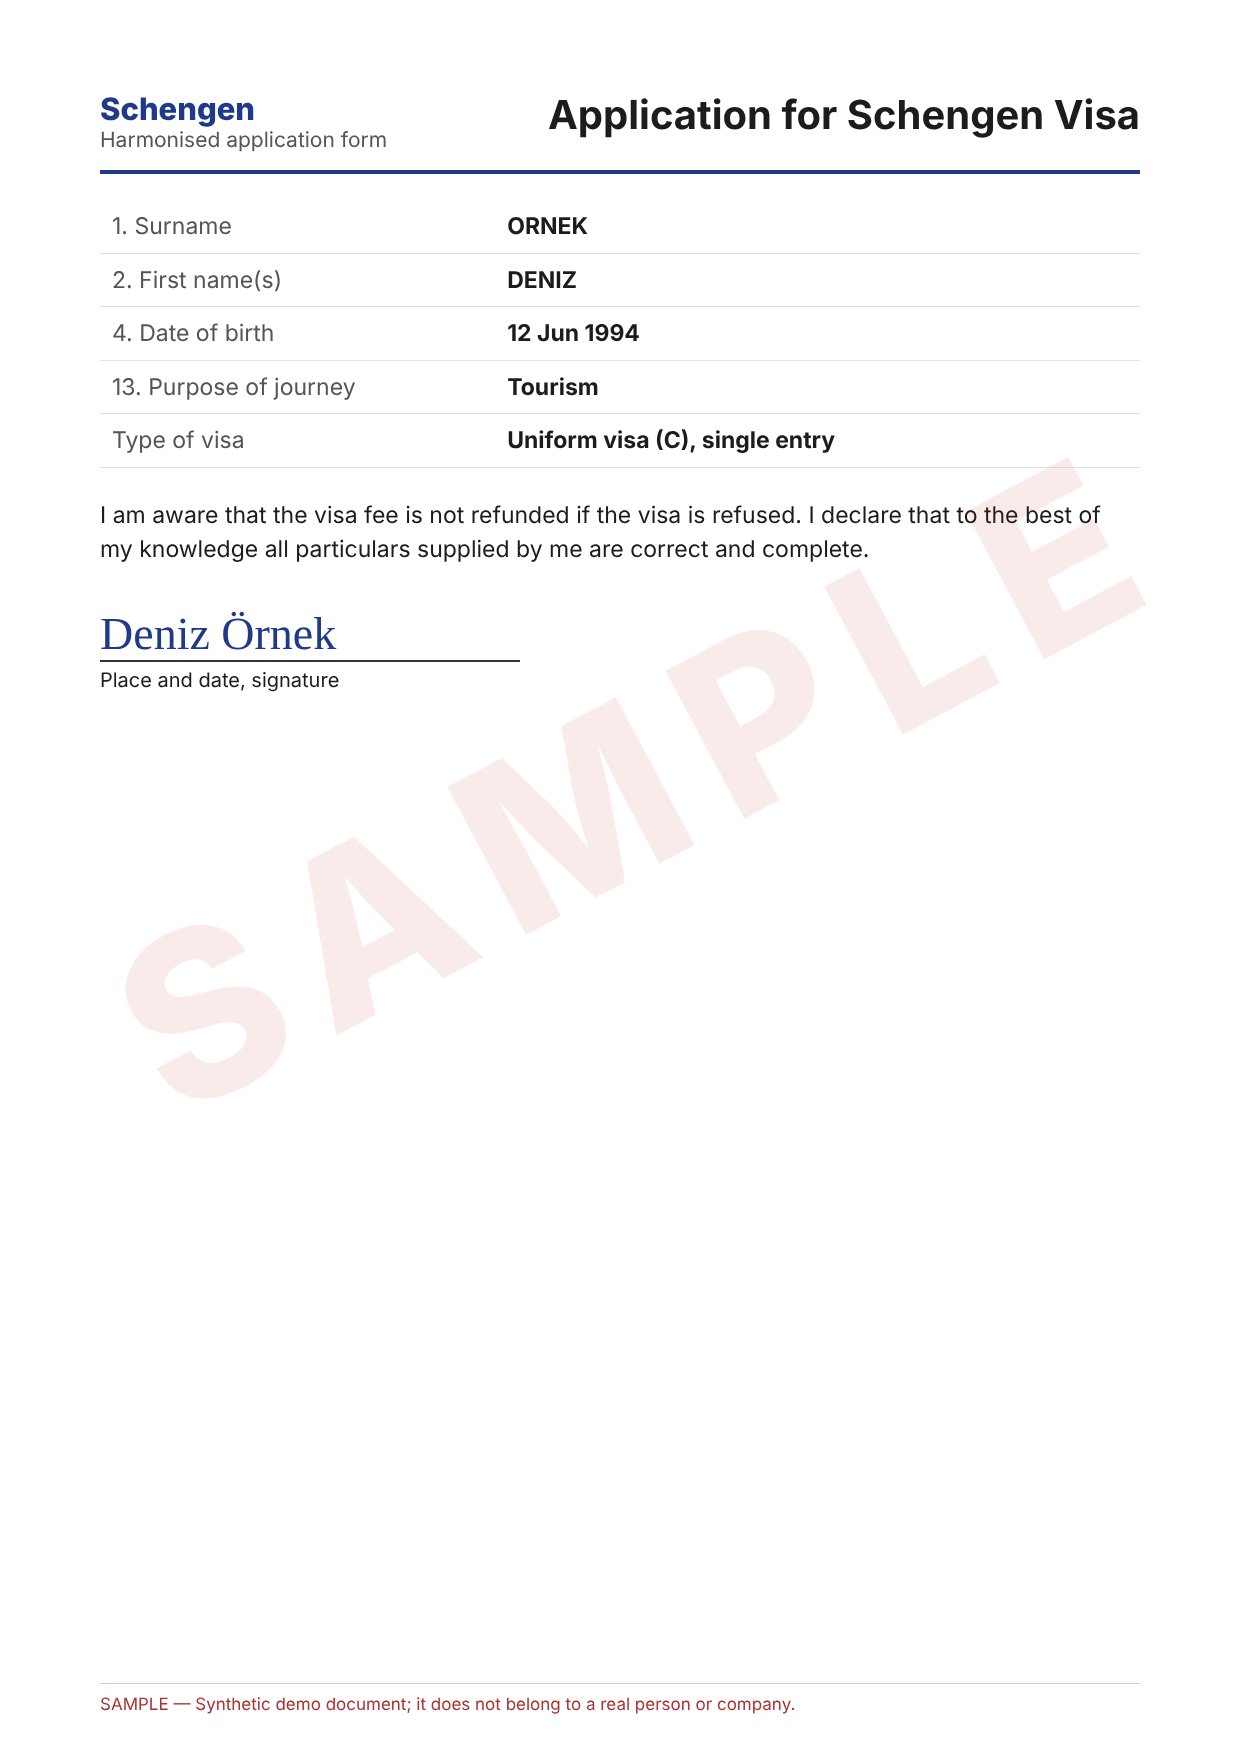 Schengen
Harmonised application form
Application for Schengen Visa
1. Surname ORNEK
2. First name(s) DENIZ
4. Date of birth 12 Jun 1994
13. Purpose of journey Tourism
Type of visa Uniform visa (C), single entry
I am aware that the visa fee is not refunded if the visa is refused. I declare that to the best of
my knowledge all particulars supplied by me are correct and complete.
Deniz Örnek
Place and date, signature
SAMPLE
SAMPLE — Synthetic demo document; it does not belong to a real person or company.